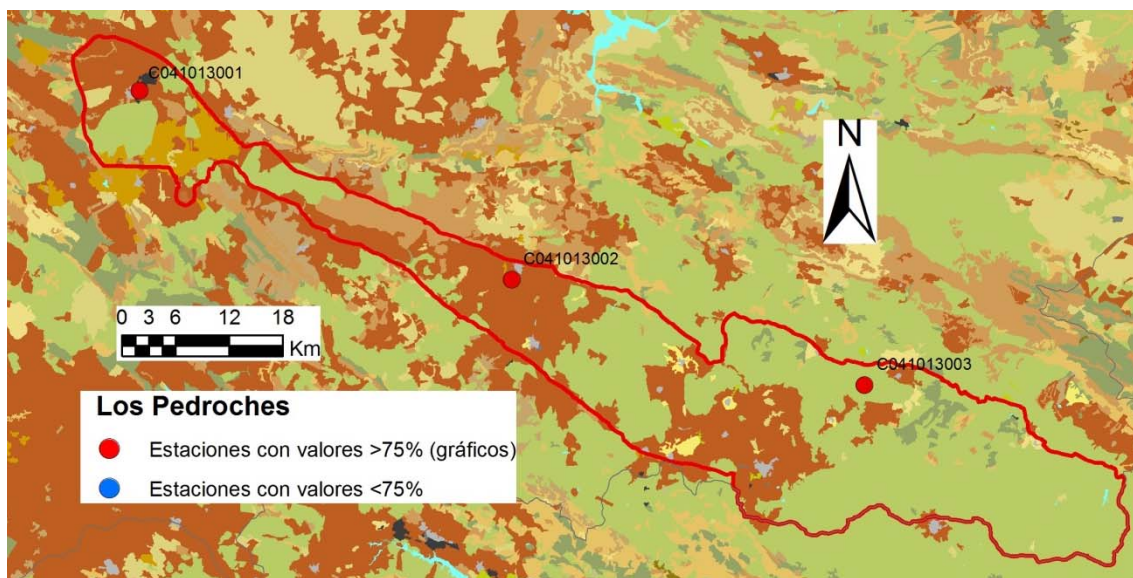 C041013001
N
C041013002
0 3 6 12 18
Km
C041013003
Los Pedroches
Estaciones con valores >75% (gráficos)
Estaciones con valores <75%